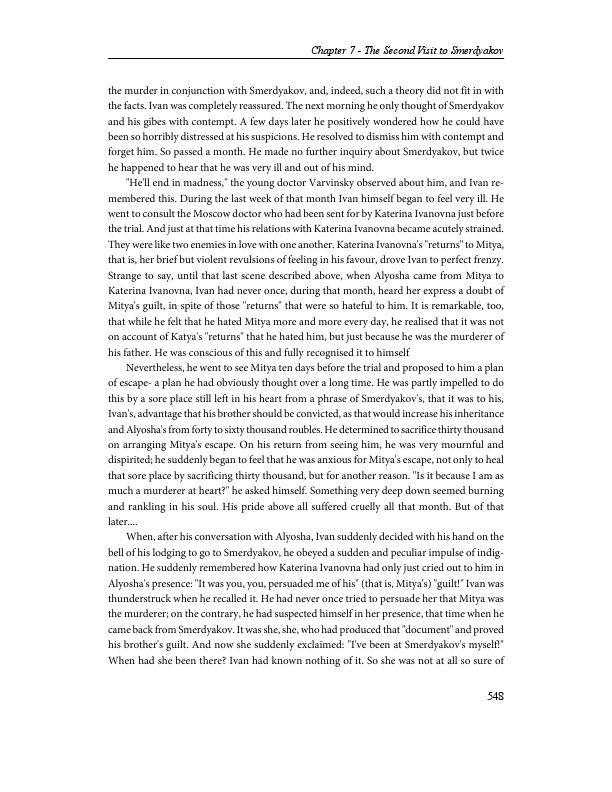 Chapter 7 - The Second Visit to Smerdyakov
the murder in conjunction with Smerdyakov, and, indeed, such a theory did not fit in with
the facts. Ivan was completely reassured. The next morning he only thought of Smerdyakov
and his gibes with contempt. A few days later he positively wondered how he could have
been so horribly distressed at his suspicions. He resolved to dismiss him with contempt and
forget him. So passed a month. He made no further inquiry about Smerdyakov, but twice
he happened to hear that he was very ill and out of his mind.
"He'll end in madness," the young doctor Varvinsky observed about him, and Ivan re-
membered this. During the last week of that month Ivan himself began to feel very ill. He
went to consult the Moscow doctor who had been sent for by Katerina Ivanovna just before
the trial. And just at that time his relations with Katerina Ivanovna became acutely strained.
They were like two enemies in love with one another. Katerina Ivanovna's "returns" to Mitya,
that is, her brief but violent revulsions of feeling in his favour, drove Ivan to perfect frenzy.
Strange to say, until that last scene described above, when Alyosha came from Mitya to
Katerina Ivanovna, Ivan had never once, during that month, heard her express a doubt of
Mitya's guilt, in spite of those "returns" that were so hateful to him. It is remarkable, too,
that while he felt that he hated Mitya more and more every day, he realised that it was not
on account of Katya's "returns" that he hated him, but just because he was the murderer of
his father. He was conscious of this and fully recognised it to himself
Nevertheless, he went to see Mitya ten days before the trial and proposed to him a plan
of escape- a plan he had obviously thought over a long time. He was partly impelled to do
this by a sore place still left in his heart from a phrase of Smerdyakov's, that it was to his,
Ivan's, advantage that his brother should be convicted, as that would increase his inheritance
and Alyosha's from forty to sixty thousand roubles. He determined to sacrifice thirty thousand
on arranging Mitya's escape. On his return from seeing him, he was very mournful and
dispirited; he suddenly began to feel that he was anxious for Mitya's escape, not only to heal
that sore place by sacrificing thirty thousand, but for another reason. "Is it because I am as
much a murderer at heart?" he asked himself. Something very deep down seemed burning
and rankling in his soul. His pride above all suffered cruelly all that month. But of that
later....
When, after his conversation with Alyosha, Ivan suddenly decided with his hand on the
bell of his lodging to go to Smerdyakov, he obeyed a sudden and peculiar impulse of indig-
nation. He suddenly remembered how Katerina Ivanovna had only just cried out to him in
Alyosha's presence: "It was you, you, persuaded me of his" (that is, Mitya's) "guilt!" Ivan was
thunderstruck when he recalled it. He had never once tried to persuade her that Mitya was
the murderer; on the contrary, he had suspected himself in her presence, that time when he
came back from Smerdyakov. It was she, she, who had produced that "document" and proved
his brother's guilt. And now she suddenly exclaimed: "I've been at Smerdyakov's myself!"
When had she been there? Ivan had known nothing of it. So she was not at all so sure of
548